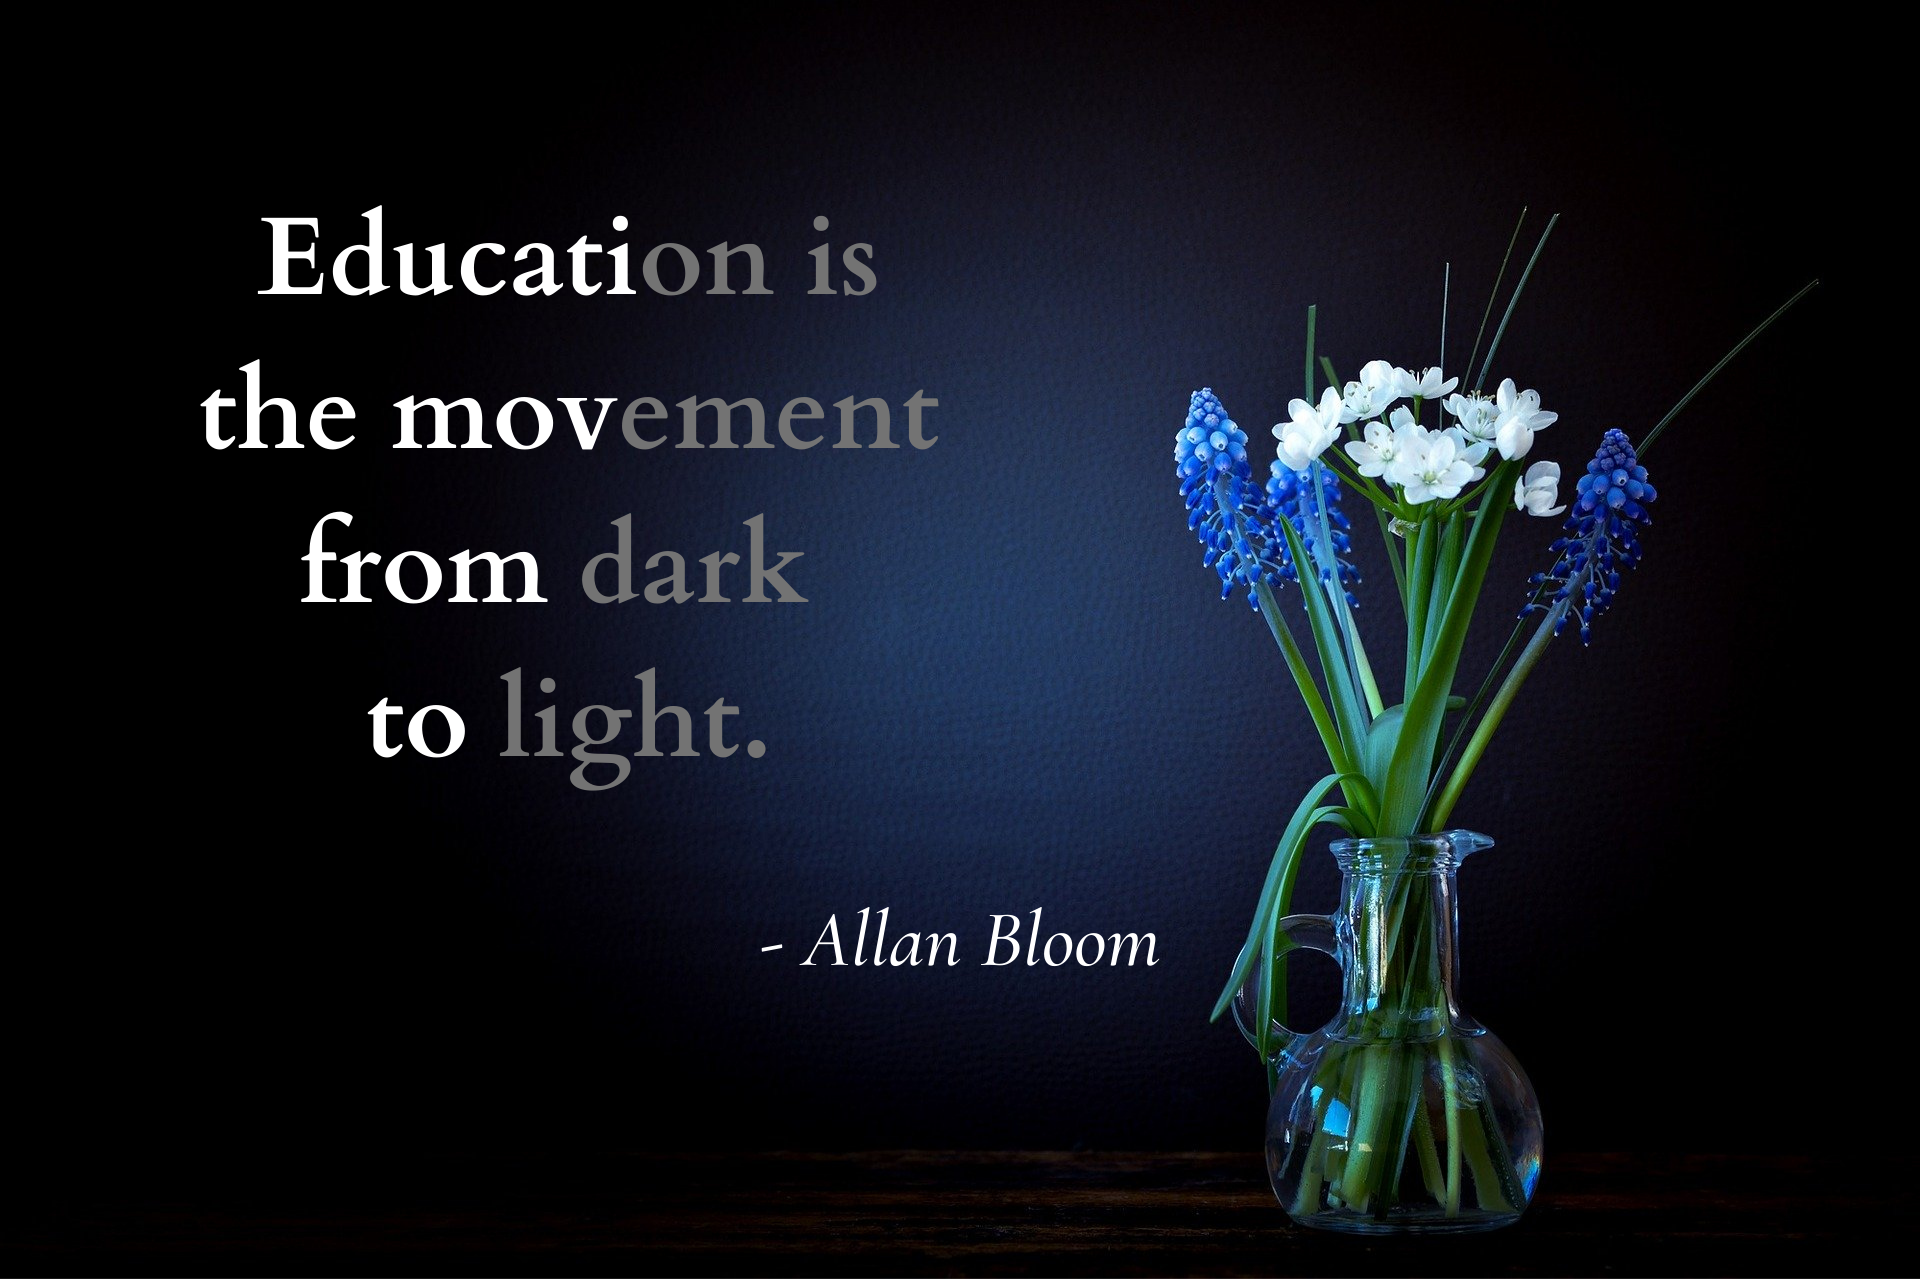 Education is
the movement
from dark
to light.
- Allan Bloom